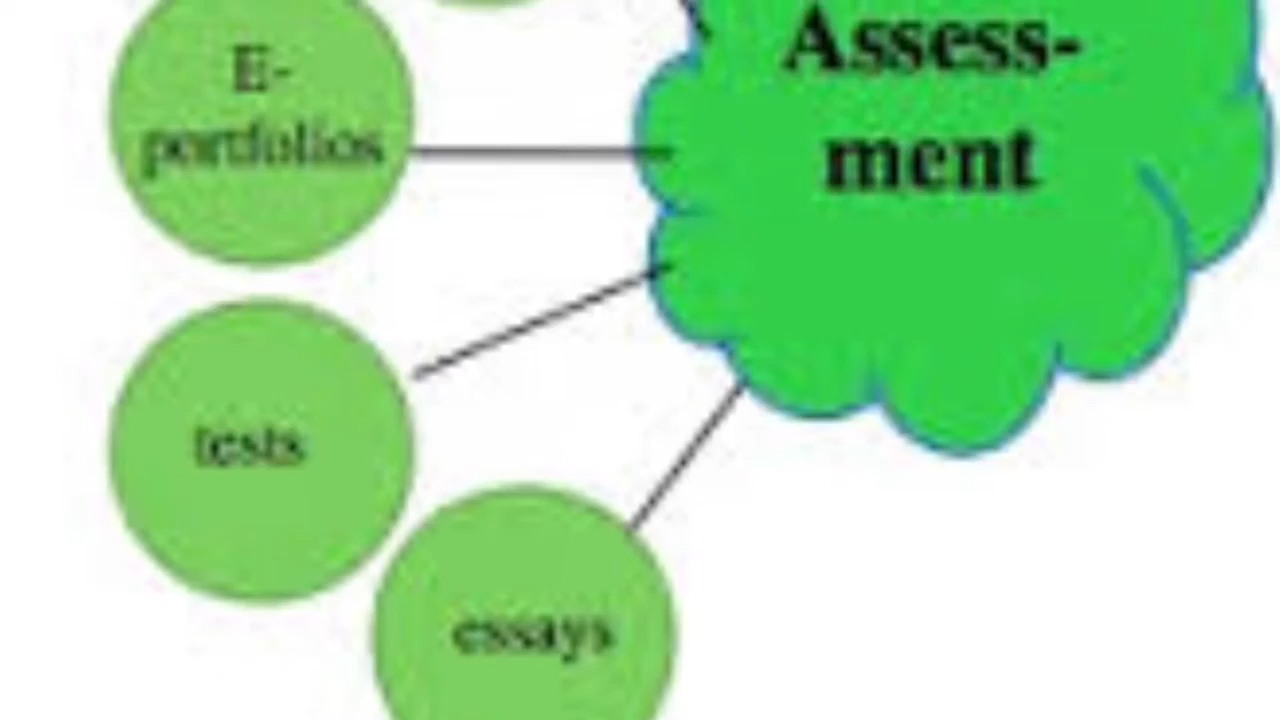 Assess-
ment
E-
portfolios
tests
essays